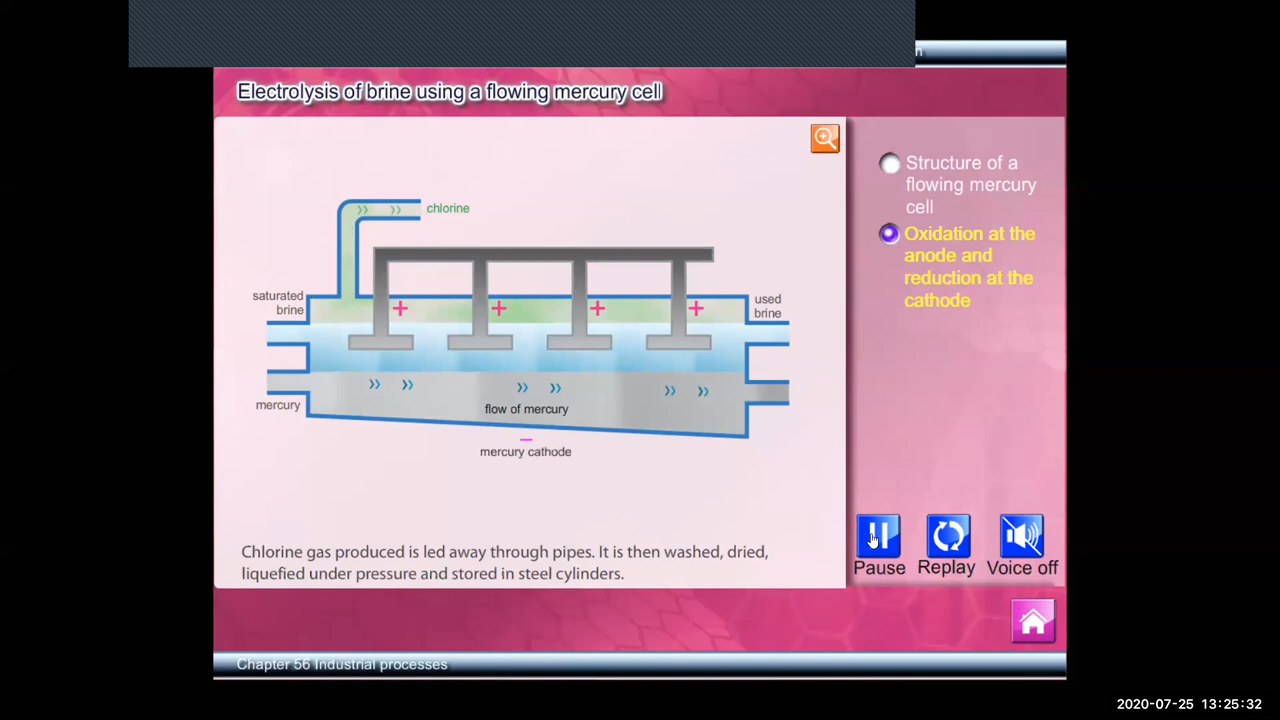 n
Electrolysis of brine using a flowing mercury cell
chlorine
saturated
brine
used
brine
mercury
flow of mercury
mercury cathode
Chlorine gas produced is led away through pipes. It is then washed, dried,
liquefied under pressure and stored in steel cylinders.
Structure of a
flowing mercury
cell
Oxidation at the
anode and
reduction at the
cathode
Pause
Replay
Voice off
Chapter 56 Industrial processes
2020-07-25 13:25:32